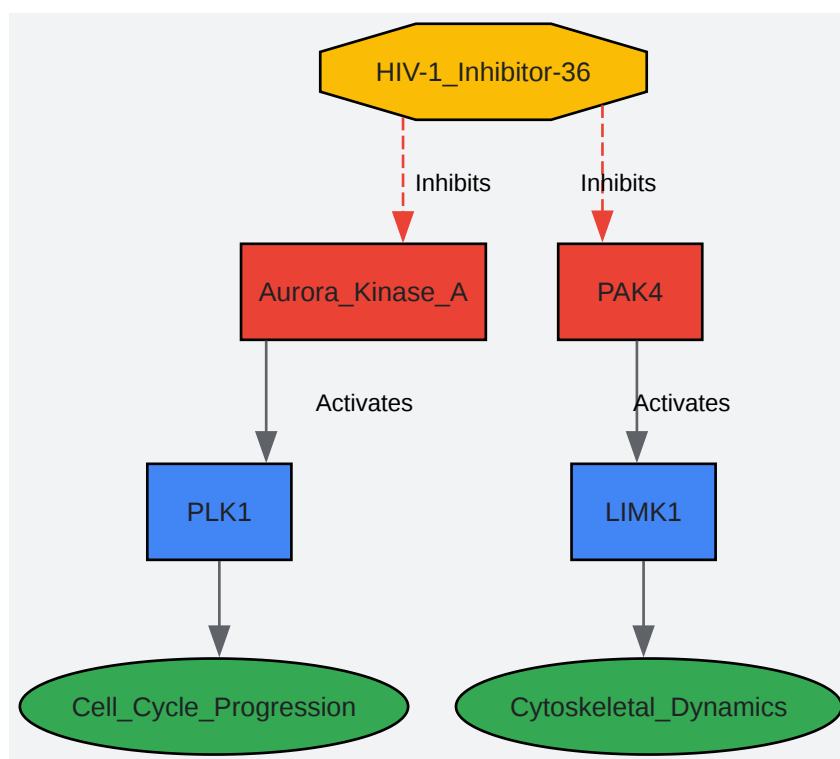 HIV-1_Inhibitor-36
Inhibits
Inhibits
Aurora_Kinase_A
PAK4
Activates
Activates
PLK1
LIMK1
Cell_Cycle_Progression
Cytoskeletal_Dynamics